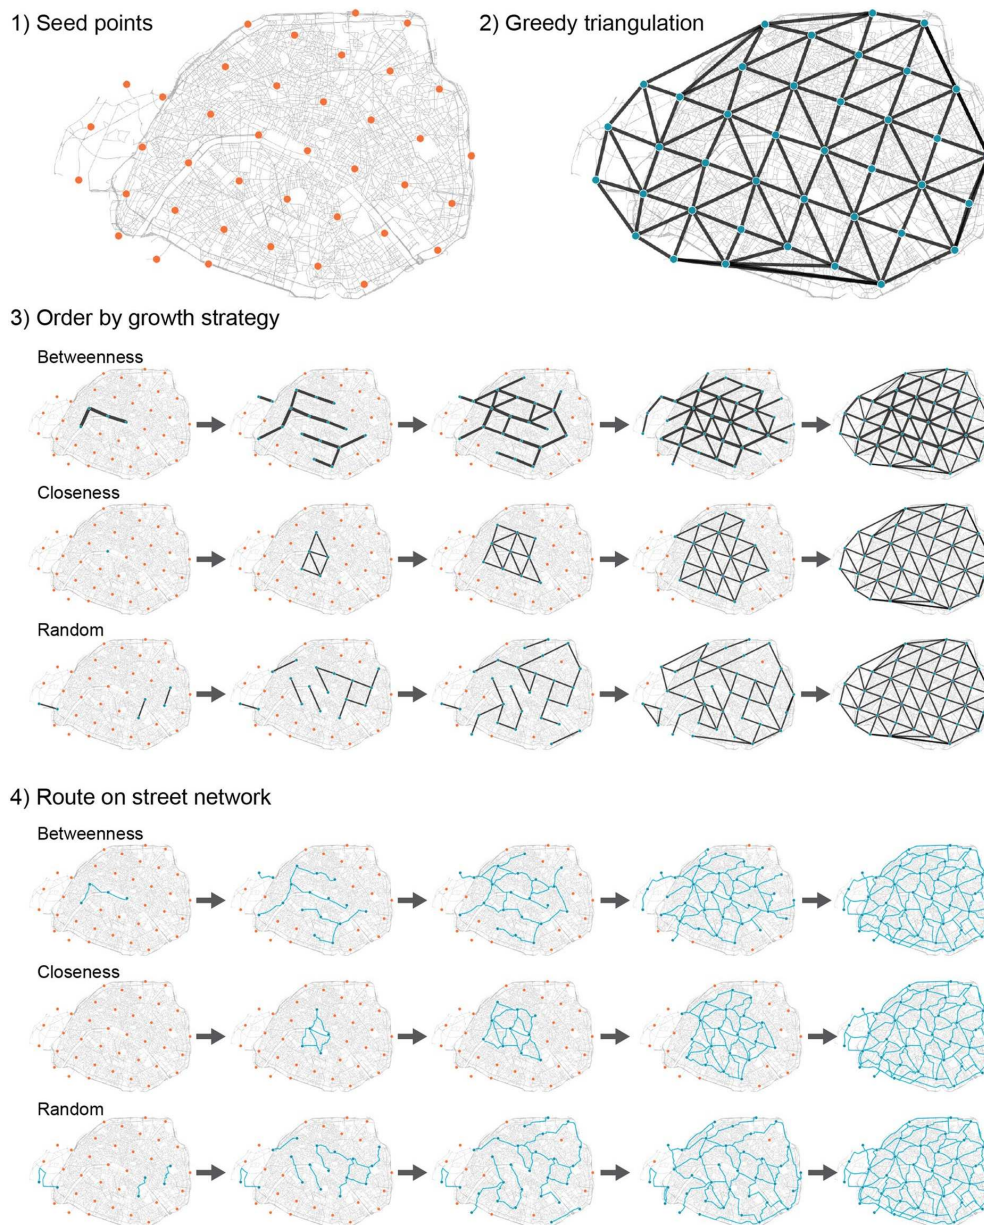 1) Seed points
2) Greedy triangulation
3) Order by growth strategy
Betweenness
Closeness
Random
4) Route on street network
Betweenness
Closeness
Random